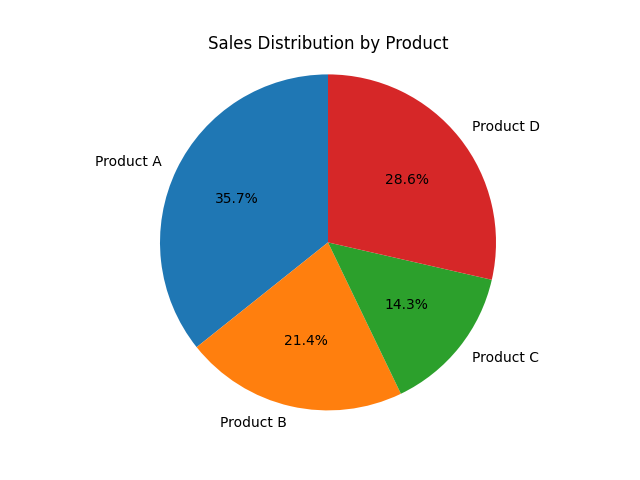 Sales Distribution by Product
Product D
Product A
28.6%
35.7%
14.3%
21.4%
Product C
Product B